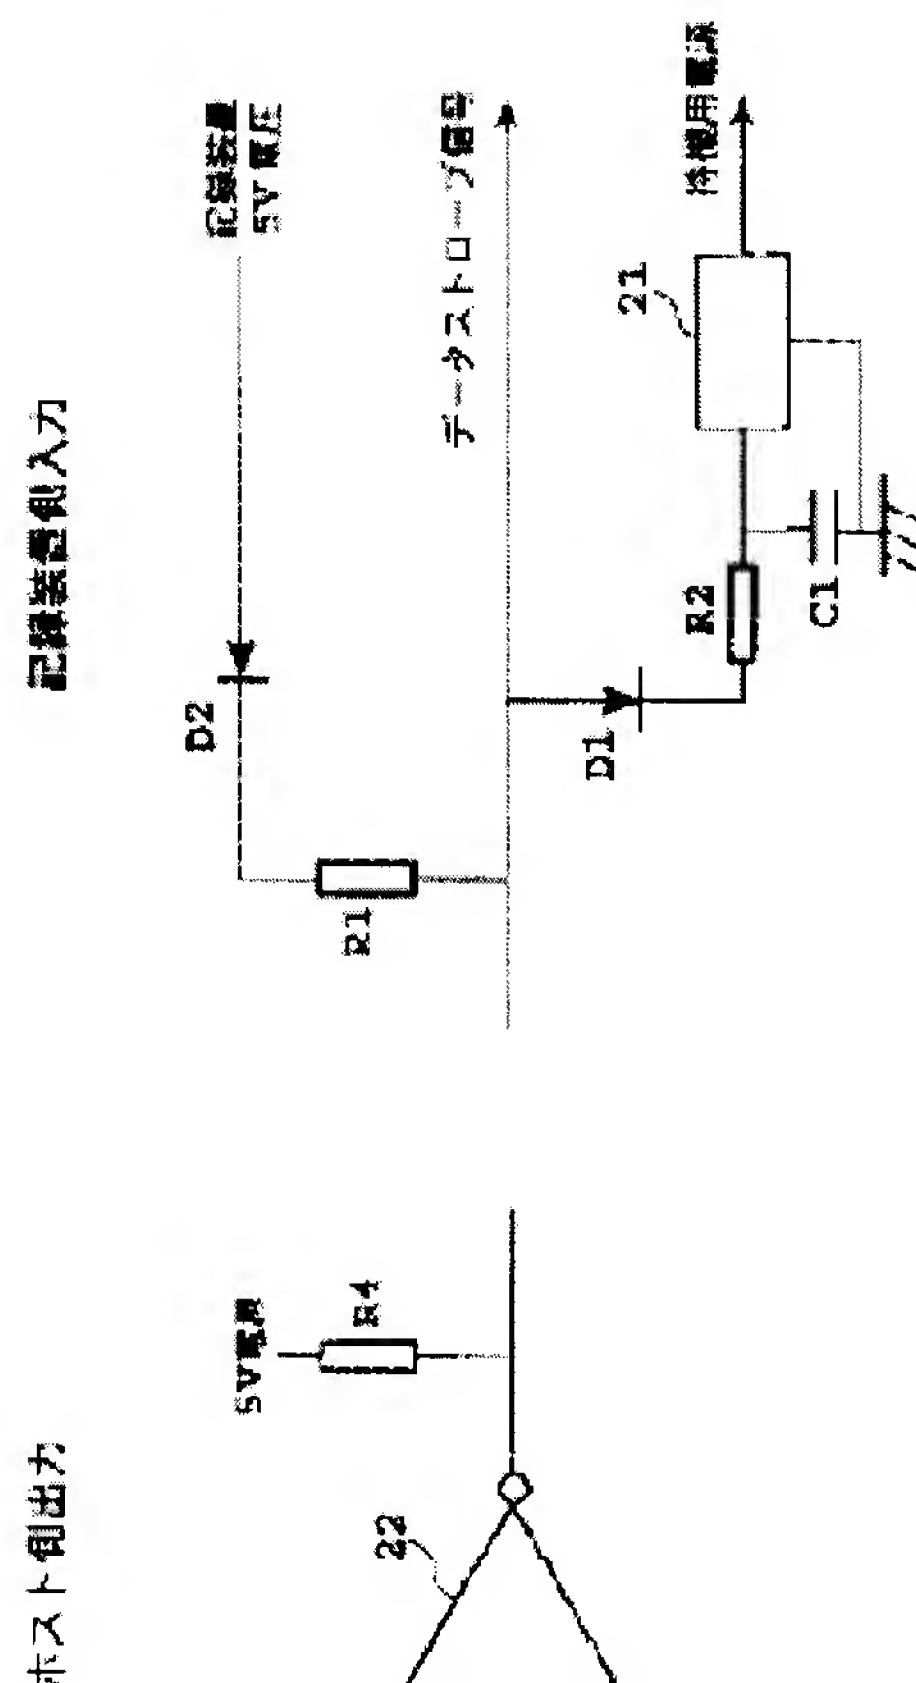 ホスト側出力
22
5V電源
R4
記録装置側入力
R1
D2
記録装置
5V電圧
データストローブ信号
D1
R2
C1
21
待機用電源